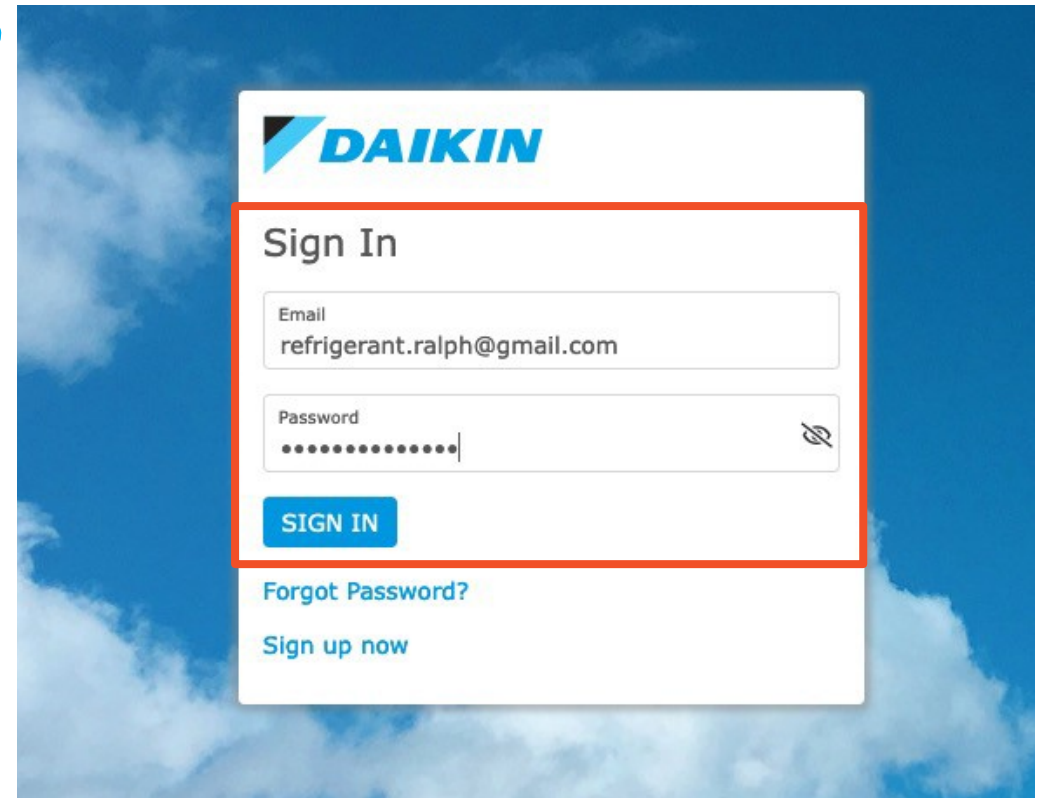 DAIKIN
Sign In
Email
refrigerant.ralph@gmail.com
Password
••••••••••••••
SIGN IN
Forgot Password?
Sign up now